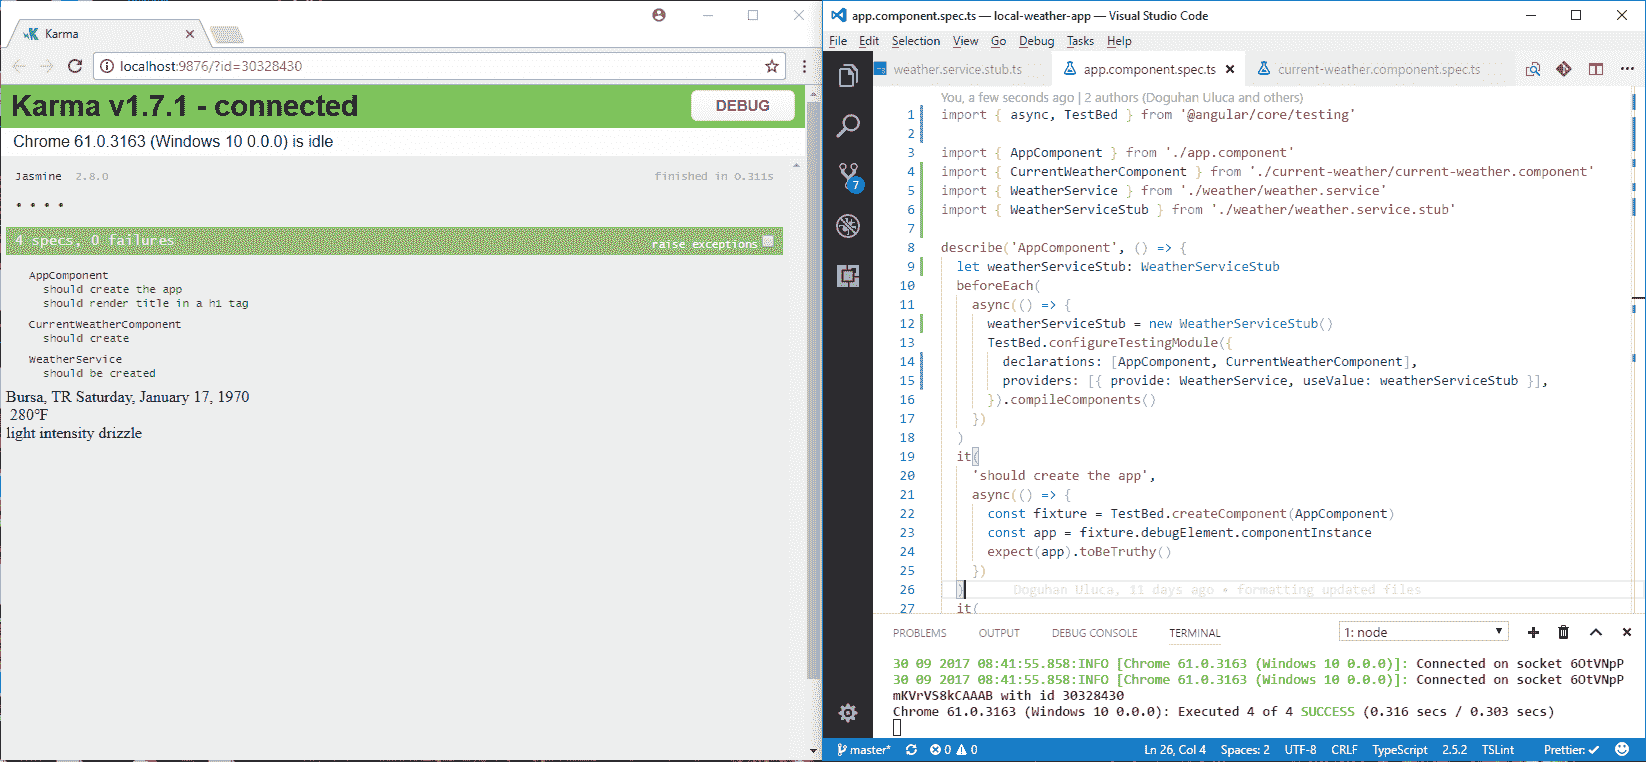 Karma
localhost:9876/?id=30328430
Karma v1.7.1 - connected
DEBUG
Chrome 61.0.3163 (Windows 10 0.0.0) is idle
Jasmine 2.8.0
finished in 0.311s
• • • •
4 specs, 0 failures
raise exceptions
AppComponent
should create the app
should render title in a h1 tag
CurrentWeatherComponent
should create
WeatherService
should be created
Bursa, TR Saturday, January 17, 1970
280°F
light intensity drizzle
app.component.spec.ts — local-weather-app — Visual Studio Code
File Edit Selection View Go Debug Tasks Help
weather.service.stub.ts
app.component.spec.ts
current-weather.component.spec.ts
7
You, a few seconds ago | 2 authors (Doguhan Uluca and others)
1 import { async, TestBed } from '@angular/core/testing'
2
3 import { AppComponent } from './app.component'
4 import { CurrentWeatherComponent } from './current-weather/current-weather.component'
5 import { WeatherService } from './weather/weather.service'
6 import { WeatherServiceStub } from './weather/weather.service.stub'
7
8 describe('AppComponent', () => {
9 let weatherServiceStub: WeatherServiceStub
10 beforeEach(
11 async(() => {
12 weatherServiceStub = new WeatherServiceStub()
13 TestBed.configureTestingModule({
14 declarations: [AppComponent, CurrentWeatherComponent],
15 providers: [{ provide: WeatherService, useValue: weatherServiceStub }],
16 }).compileComponents()
17 })
18 )
19 it(
20 'should create the app',
21 async(() => {
22 const fixture = TestBed.createComponent(AppComponent)
23 const app = fixture.debugElement.componentInstance
24 expect(app).toBeTruthy()
25 })
26 ) Doguhan Uluca, 11 days ago • formatting updated files
27 it(
PROBLEMS OUTPUT DEBUG CONSOLE TERMINAL
1: node
30 09 2017 08:41:55.858:INFO [Chrome 61.0.3163 (Windows 10 0.0.0)]: Connected on socket 6OtVNpP
30 09 2017 08:41:55.858:INFO [Chrome 61.0.3163 (Windows 10 0.0.0)]: Connected on socket 6OtVNpP
mKVrVS8kCAAAB with id 30328430
Chrome 61.0.3163 (Windows 10 0.0.0): Executed 4 of 4 SUCCESS (0.316 secs / 0.303 secs)
master* 0 0 Ln 26, Col 4 Spaces: 2 UTF-8 CRLF TypeScript 2.5.2 TSLint Prettier: ✓